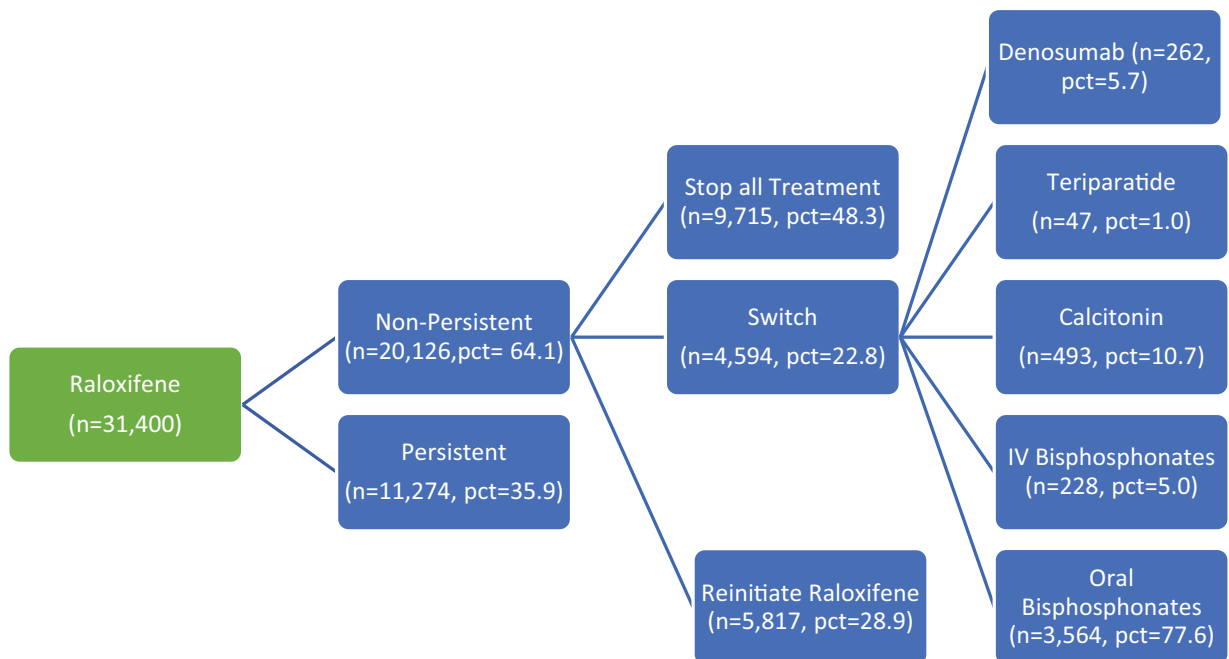 Raloxifene
(n=31,400)
Non-Persistent
(n=20,126,pct= 64.1)
Persistent
(n=11,274, pct=35.9)
Stop all Treatment
(n=9,715, pct=48.3)
Switch
(n=4,594, pct=22.8)
Reinitiate Raloxifene
(n=5,817, pct=28.9)
Denosumab (n=262,
pct=5.7)
Teriparatide
(n=47, pct=1.0)
Calcitonin
(n=493, pct=10.7)
IV Bisphosphonates
(n=228, pct=5.0)
Oral
Bisphosphonates
(n=3,564, pct=77.6)